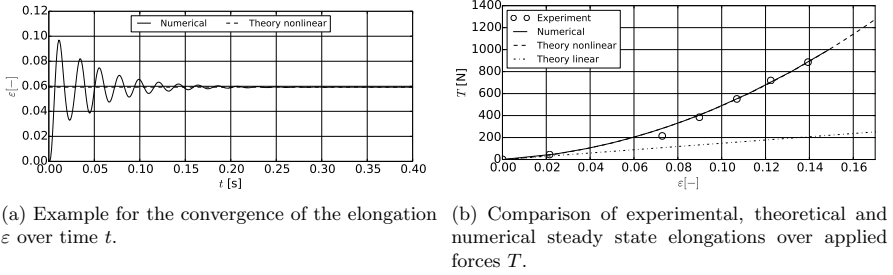 0.12
0.10
0.08
0.06
0.04
0.02
0.00
0.00 0.05 0.10 0.15 0.20 0.25 0.30 0.35 0.40
ε[−]
t [s]
Numerical Theory nonlinear
1400
1200
1000
800
600
400
200
0
0.00 0.02 0.04 0.06 0.08 0.10 0.12 0.14 0.16
T [N]
ε[−]
Experiment
Numerical
Theory nonlinear
Theory linear
(a) Example for the convergence of the elongation
ε over time t.
(b) Comparison of experimental, theoretical and
numerical steady state elongations over applied
forces T.